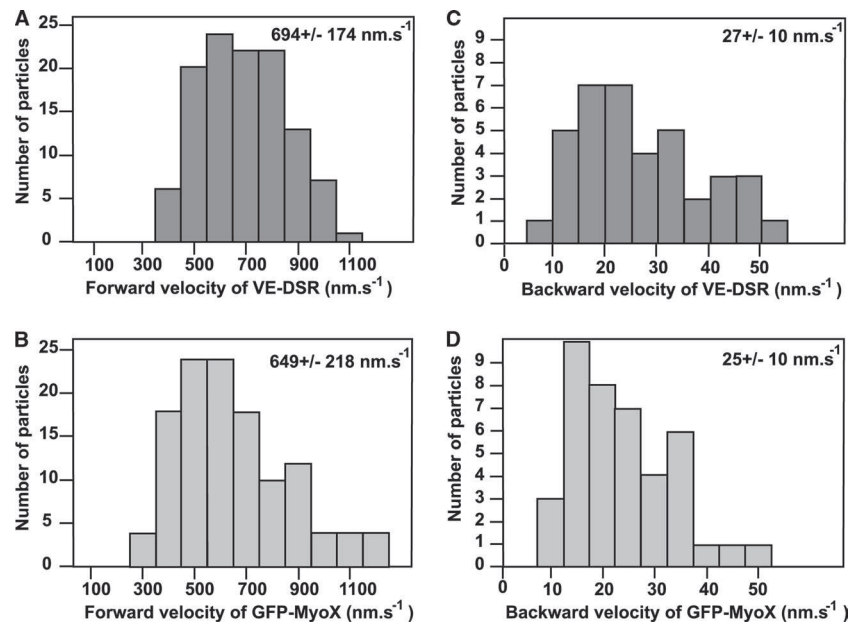 A
694+/- 174 nm.s-1
25
20
15
10
5
0
Number of particles
100 300 500 700 900 1100
Forward velocity of VE-DSR (nm.s-1)
C
27+/- 10 nm.s-1
9
8
7
6
5
4
3
2
1
0
Number of particles
0 10 20 30 40 50
Backward velocity of VE-DSR (nm.s-1)
B
649+/- 218 nm.s-1
25
20
15
10
5
0
Number of particles
100 300 500 700 900 1100
Forward velocity of GFP-MyoX (nm.s-1)
D
25+/- 10 nm.s-1
9
8
7
6
5
4
3
2
1
0
Number of particles
0 10 20 30 40 50
Backward velocity of GFP-MyoX (nm.s-1)